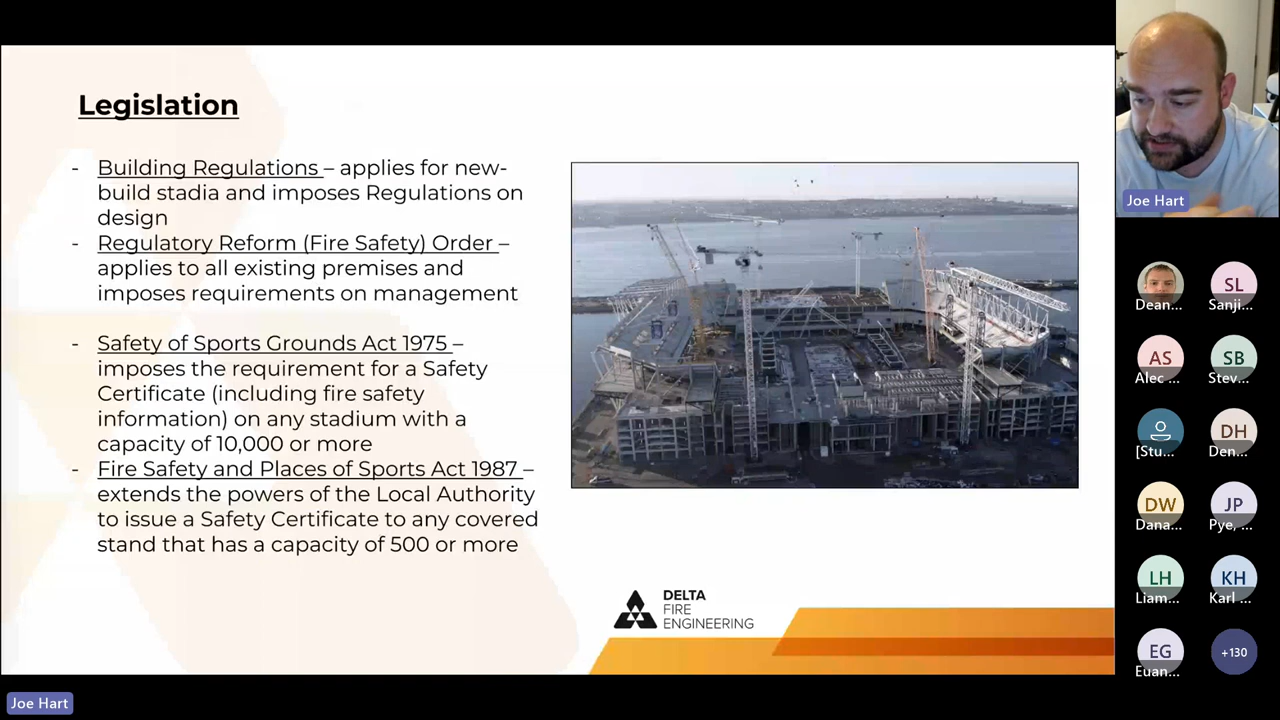 Legislation
- Building Regulations – applies for new-
build stadia and imposes Regulations on
design
- Regulatory Reform (Fire Safety) Order –
applies to all existing premises and
imposes requirements on management
- Safety of Sports Grounds Act 1975 –
imposes the requirement for a Safety
Certificate (including fire safety
information) on any stadium with a
capacity of 10,000 or more
- Fire Safety and Places of Sports Act 1987 –
extends the powers of the Local Authority
to issue a Safety Certificate to any covered
stand that has a capacity of 500 or more
DELTA
FIRE
ENGINEERING
Joe Hart
Joe Hart
SL
Dean... Sanji...
AS SB
Alec ... Stev...
DH
[Stu... Den...
DW JP
Dana... Pye, ...
LH KH
Liam... Karl ...
EG +130
Euan...